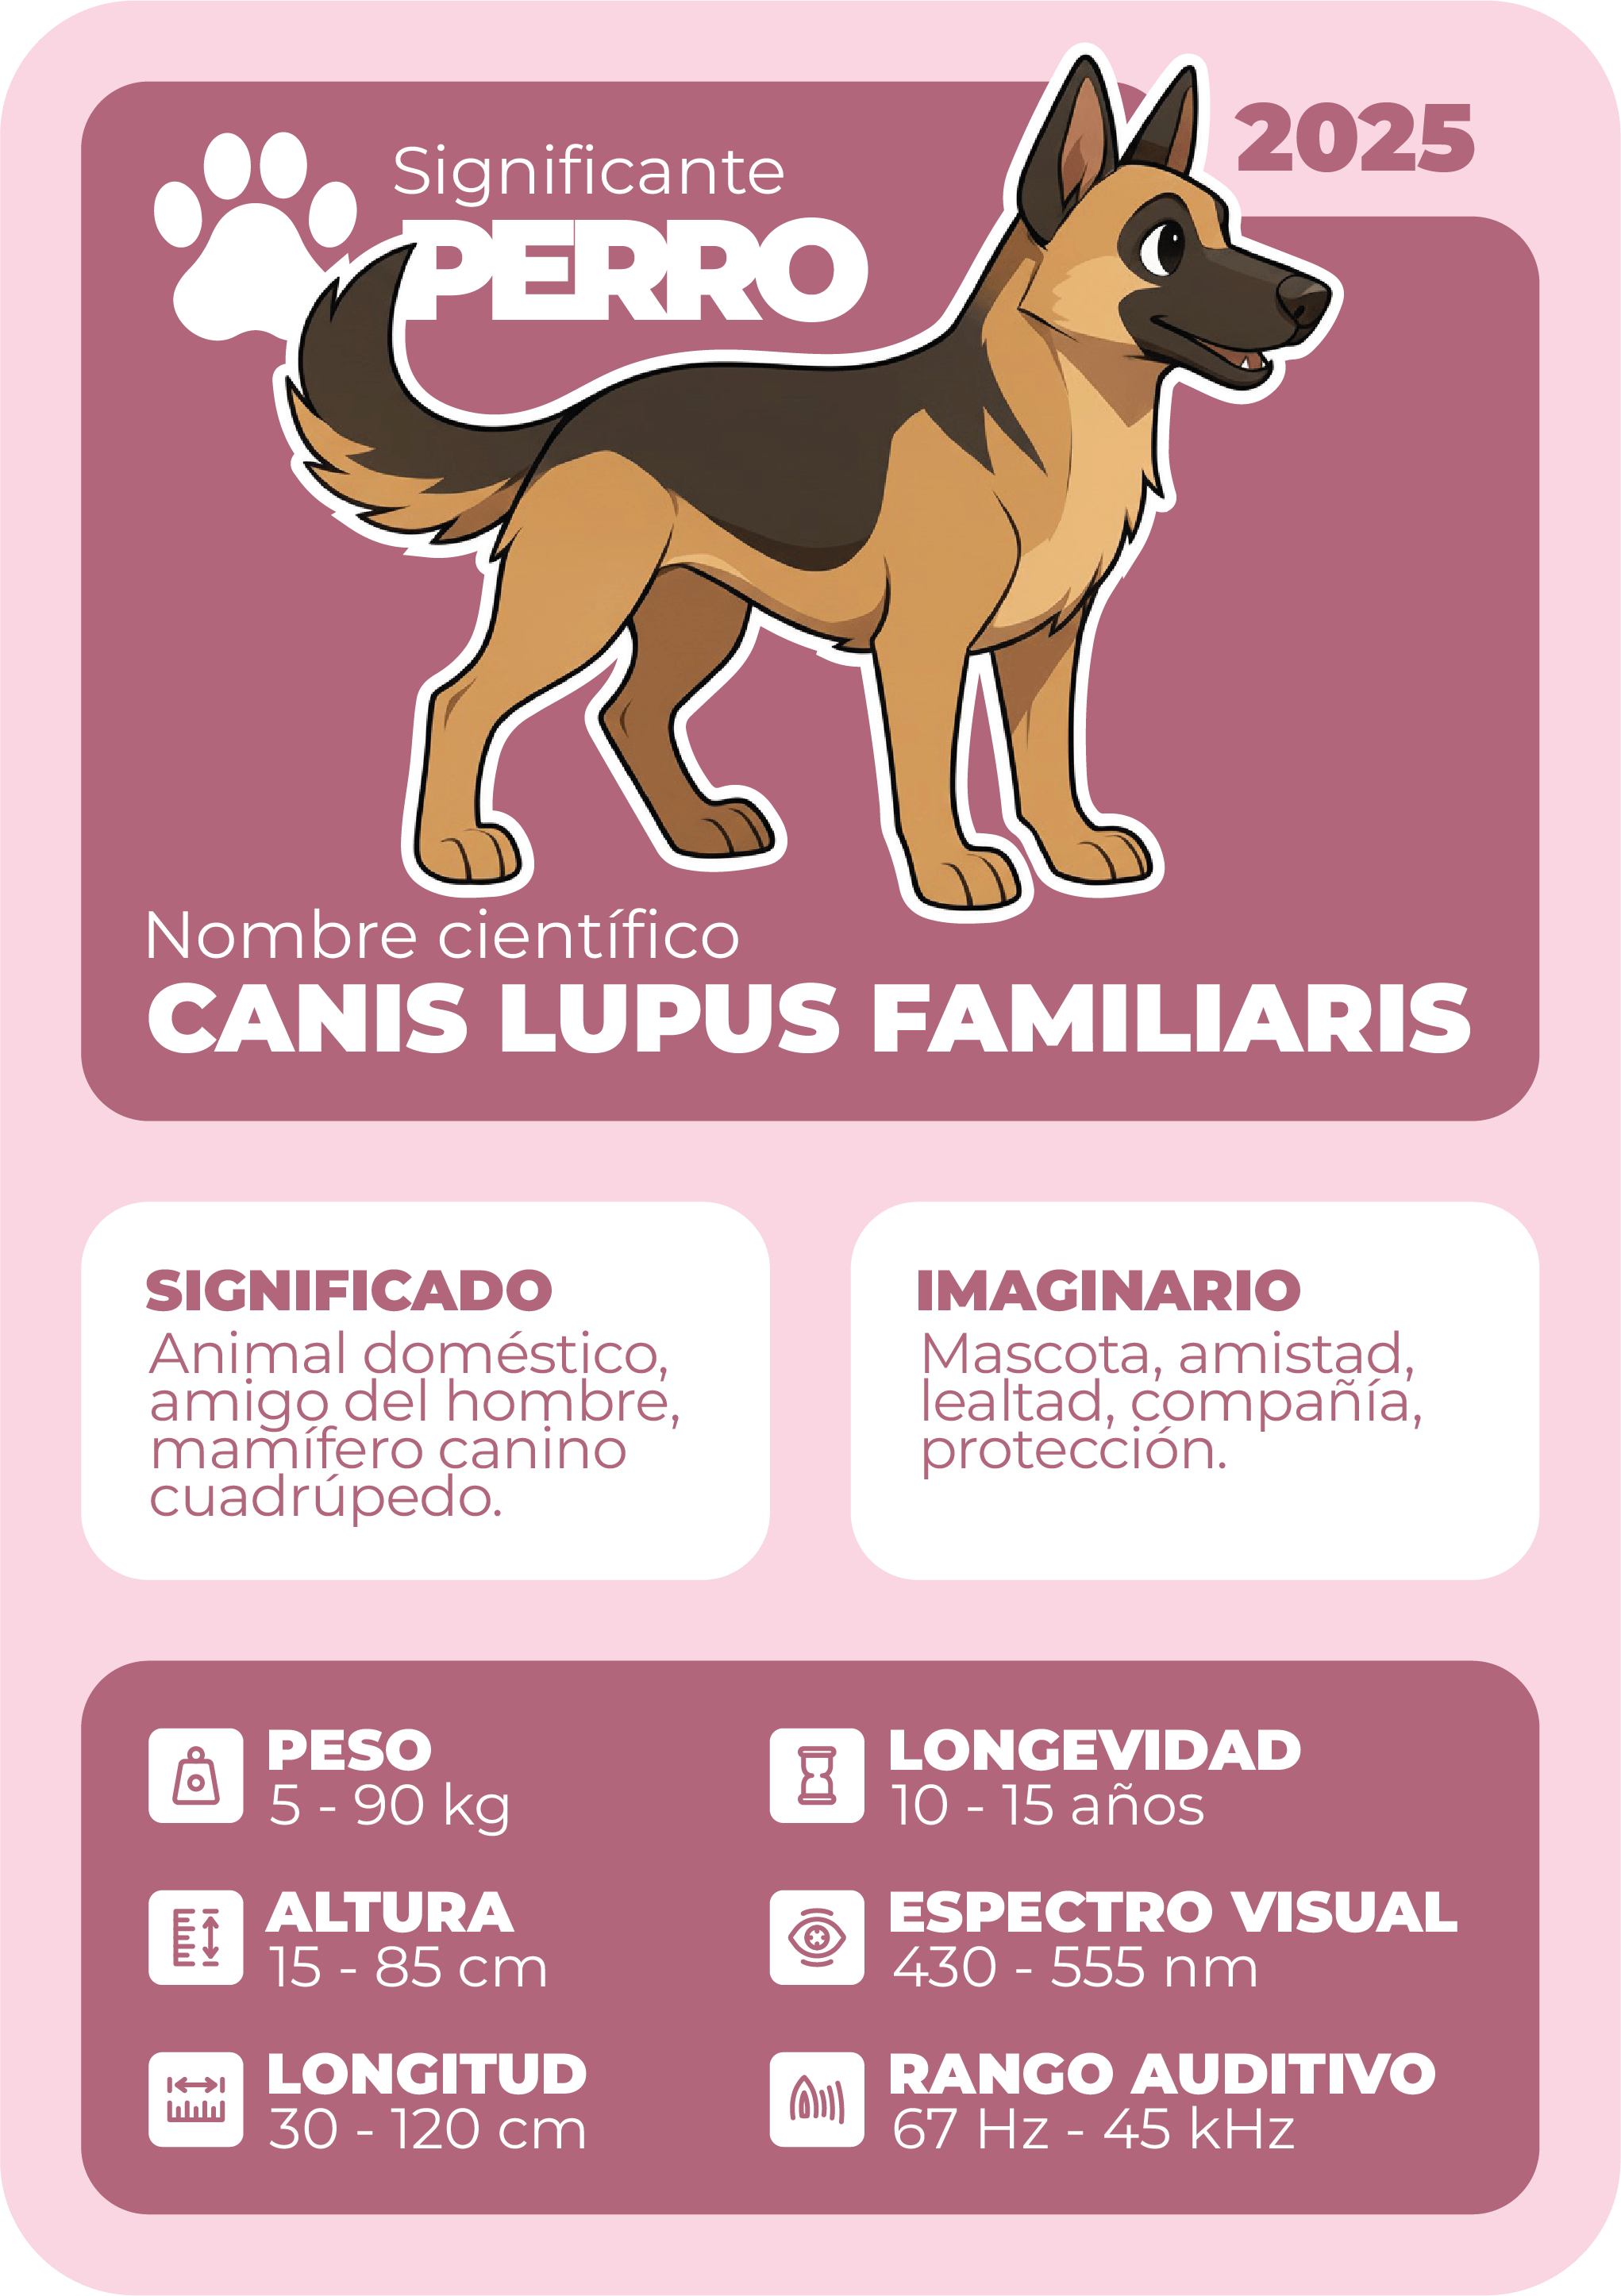 2025
Significante
PERRO
Nombre científico
CANIS LUPUS FAMILIARIS
SIGNIFICADO
Animal doméstico,
amigo del hombre,
mamífero canino
cuadrúpedo.
IMAGINARIO
Mascota, amistad,
lealtad, compañía,
protección.
PESO
5 - 90 kg
ALTURA
15 - 85 cm
LONGITUD
30 - 120 cm
LONGEVIDAD
10 - 15 años
ESPECTRO VISUAL
430 - 555 nm
RANGO AUDITIVO
67 Hz - 45 kHz